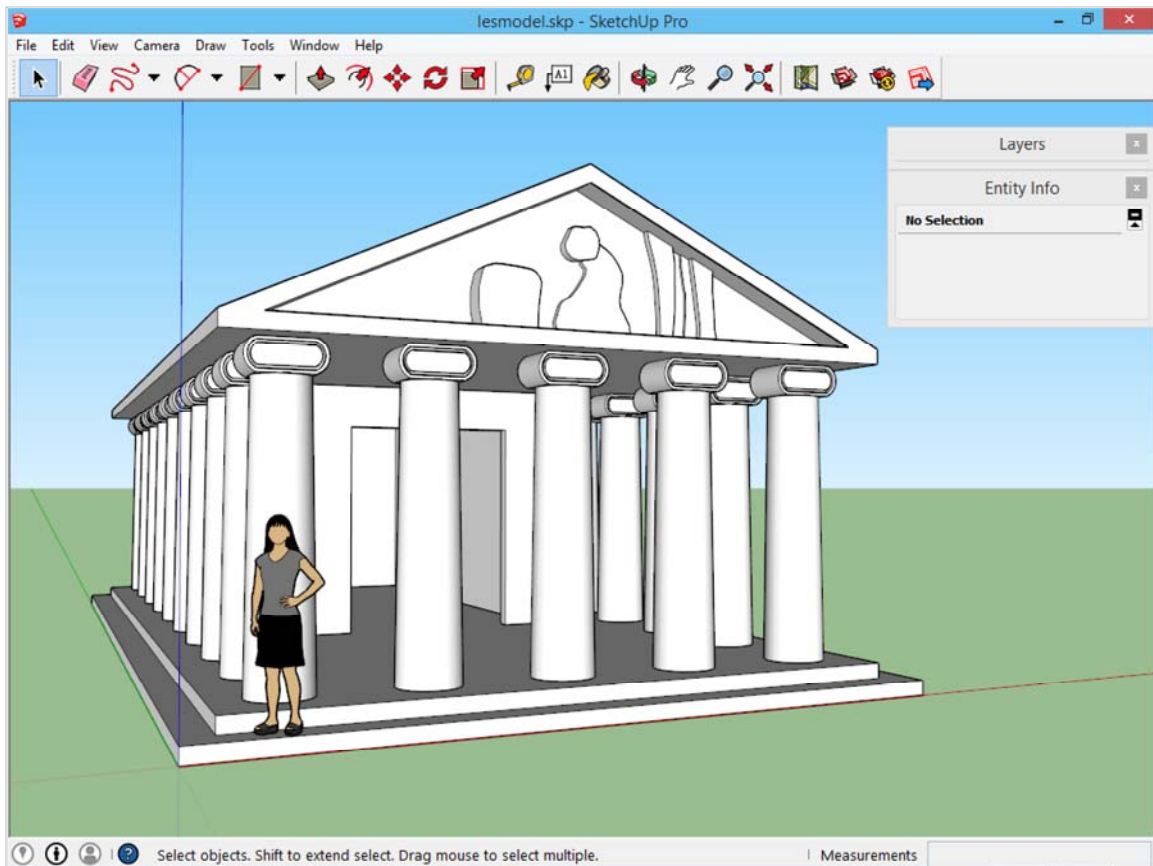 lesmodel.skp - SketchUp Pro
File Edit View Camera Draw Tools Window Help
A1
Layers
Entity Info
No Selection
Select objects. Shift to extend select. Drag mouse to select multiple.
Measurements